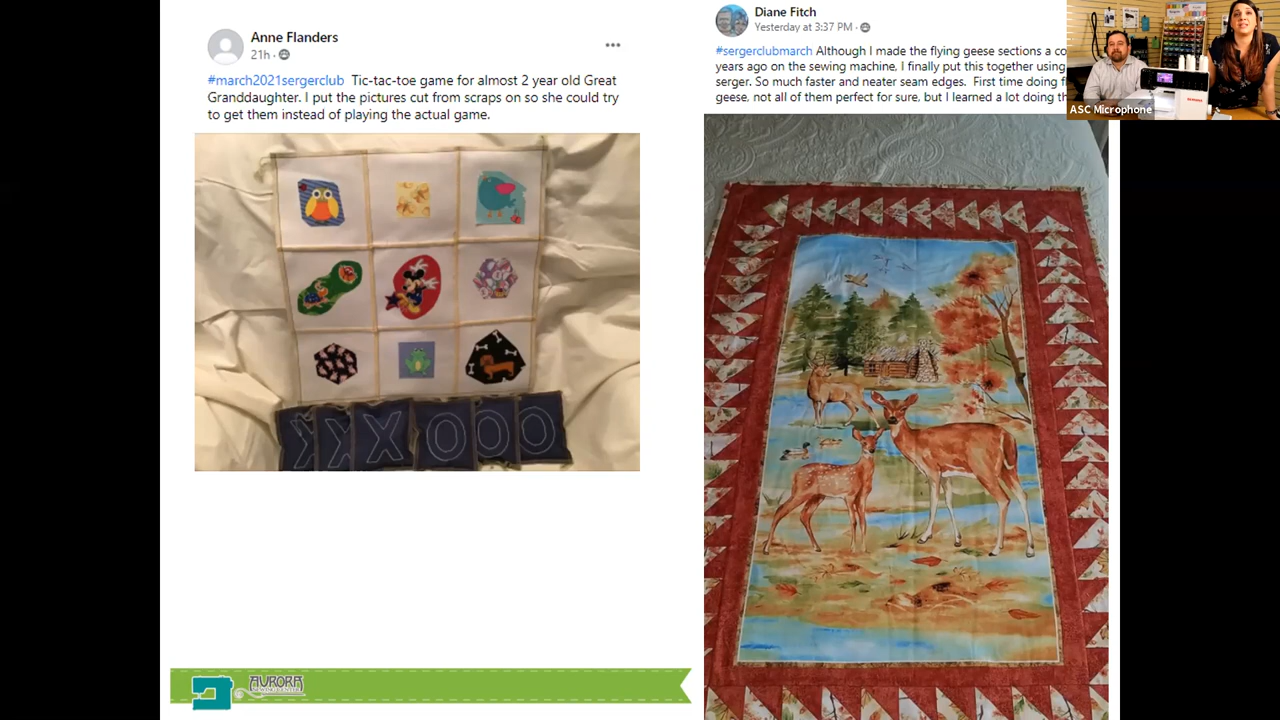 Anne Flanders
21h ·
#march2021sergerclub Tic-tac-toe game for almost 2 year old Great
Granddaughter. I put the pictures cut from scraps on so she could try
to get them instead of playing the actual game.
X X X O O O
Diane Fitch
Yesterday at 3:37 PM ·
#sergerclubmarch Although I made the flying geese sections a co
years ago on the sewing machine, I finally put this together using
serger. So much faster and neater seam edges. First time doing f
geese, not all of them perfect for sure, but I learned a lot doing th
ASC Microphone
AURORA